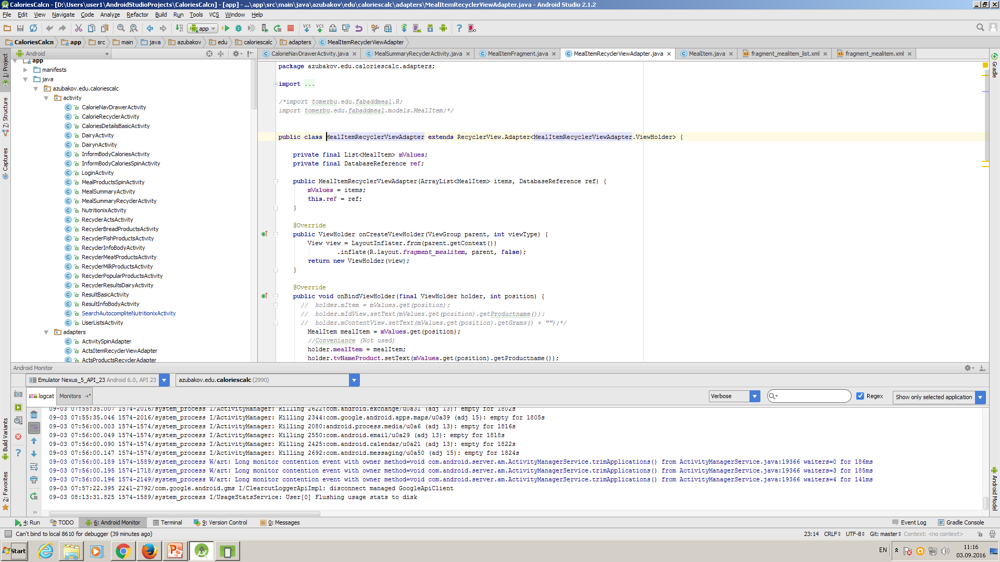 CaloriesCalcn - [D:\Users\user1\AndroidStudioProjects\CaloriesCalcn] - [app] - ...\app\src\main\java\azubakov\edu\caloriescalc\adapters\MealItemRecyclerViewAdapter.java - Android Studio 2.1.2
File Edit View Navigate Code Analyze Refactor Build Run Tools VCS Window Help
app
CaloriesCalcn app src main java azubakov edu caloriescalc adapters MealItemRecyclerViewAdapter
Android
CalorieNavDrawerActivity.java MealSummaryRecyclerActivity.java MealItemFragment.java MealItemRecyclerViewAdapter.java MealItem.java fragment_mealitem_list.xml fragment_mealitem.xml
1: Project
Z: Structure
Captures
Build Variants
2: Favorites
Gradle
Android Model
app
manifests
java
azubakov.edu.caloriescalc
activity
CalorieNavDrawerActivity
CalorieRecyclerActivity
CaloriesDetailsBasicActivity
DairyActivity
DairynActivity
InformBodyCaloriesActivity
InformBodyCaloriesSpinActivity
LoginActivity
MealProductsSpinActivity
MealSummaryActivity
MealSummaryRecyclerActivity
NutritionixActivity
RecyclerActsActivity
RecyclerBreadProductsActivity
RecyclerFishProductsActivity
RecyclerInfoBodyActivity
RecyclerMeatProductsActivity
RecyclerMilkProductsActivity
RecyclerPopularProductsActivity
RecyclerResultsDairyActivity
ResultBasicActivity
ResultInfoBodyActivity
SearchAutocompliteNutritionixActivity
UserListsActivity
adapters
ActivitySpinAdapter
ActsItemRecyclerViewAdapter
ActsProductsRecyclerAdapter
package azubakov.edu.caloriescalc.adapters;
import ...
/*import tomerbu.edu.fabaddmeal.R;
import tomerbu.edu.fabaddmeal.models.MealItem;*/
public class MealItemRecyclerViewAdapter extends RecyclerView.Adapter<MealItemRecyclerViewAdapter.ViewHolder> {
private final List<MealItem> mValues;
private final DatabaseReference ref;
public MealItemRecyclerViewAdapter(ArrayList<MealItem> items, DatabaseReference ref) {
mValues = items;
this.ref = ref;
}
@Override
public ViewHolder onCreateViewHolder(ViewGroup parent, int viewType) {
View view = LayoutInflater.from(parent.getContext())
.inflate(R.layout.fragment_mealitem, parent, false);
return new ViewHolder(view);
}
@Override
public void onBindViewHolder(final ViewHolder holder, int position) {
// holder.mItem = mValues.get(position);
// holder.mIdView.setText(mValues.get(position).getProductname());
// holder.mContentView.setText(mValues.get(position).getGrams() + "");*/
MealItem mealItem = mValues.get(position);
//Conveniance (Not used)
holder.mealItem = mealItem;
holder.tvNameProduct.setText(mValues.get(position).getProductname());
Android Monitor
Emulator Nexus_5_API_23 Android 6.0, API 23 azubakov.edu.caloriescalc (2990)
logcat Monitors Verbose Regex Show only selected application
09-03 07:55:35.007 1574-2016/system_process I/ActivityManager: Killing 2622:com.android.exchange/u0a31 (adj 13): empty for 1802s
09-03 07:55:35.046 1574-2016/system_process I/ActivityManager: Killing 2344:com.google.android.apps.maps/u0a39 (adj 15): empty for 1805s
09-03 07:56:00.003 1574-1574/system_process I/ActivityManager: Killing 2080:android.process.media/u0a6 (adj 13): empty for 1816s
09-03 07:56:00.049 1574-1574/system_process I/ActivityManager: Killing 2550:com.android.email/u0a29 (adj 13): empty for 1818s
09-03 07:56:00.090 1574-1574/system_process I/ActivityManager: Killing 2425:com.android.calendar/u0a21 (adj 13): empty for 1822s
09-03 07:56:00.147 1574-1574/system_process I/ActivityManager: Killing 2692:com.android.messaging/u0a50 (adj 15): empty for 1824s
09-03 07:56:00.189 1574-1589/system_process W/art: Long monitor contention event with owner method=void com.android.server.am.ActivityManagerService.trimApplications() from ActivityManagerService.java:19366 waiters=0 for 186ms
09-03 07:56:00.195 1574-1718/system_process W/art: Long monitor contention event with owner method=void com.android.server.am.ActivityManagerService.trimApplications() from ActivityManagerService.java:19366 waiters=3 for 185ms
09-03 07:56:00.196 1574-2149/system_process W/art: Long monitor contention event with owner method=void com.android.server.am.ActivityManagerService.trimApplications() from ActivityManagerService.java:19366 waiters=4 for 141ms
09-03 07:57:22.395 2241-2792/com.google.android.gms I/ClearcutLoggerApiImpl: disconnect managed GoogleApiClient
09-03 08:13:31.825 1574-1589/system_process I/UsageStatsService: User[0] Flushing usage stats to disk
4: Run TODO 6: Android Monitor Terminal 9: Version Control 0: Messages Event Log Gradle Console
Can't bind to local 8610 for debugger (39 minutes ago) 23:14 CRLF UTF-8 Git: master Context: <no context>
Start EN 11:16
03.09.2016